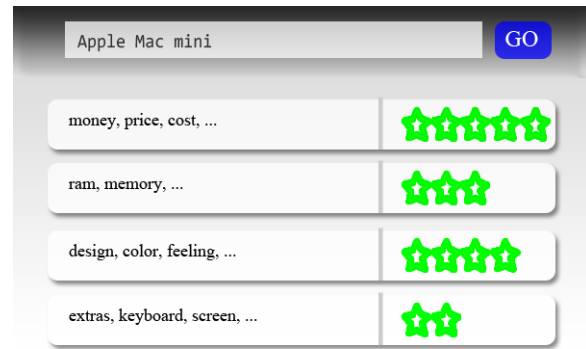 Apple Mac mini
GO
money, price, cost, ...
ram, memory, ...
design, color, feeling, ...
extras, keyboard, screen, ...